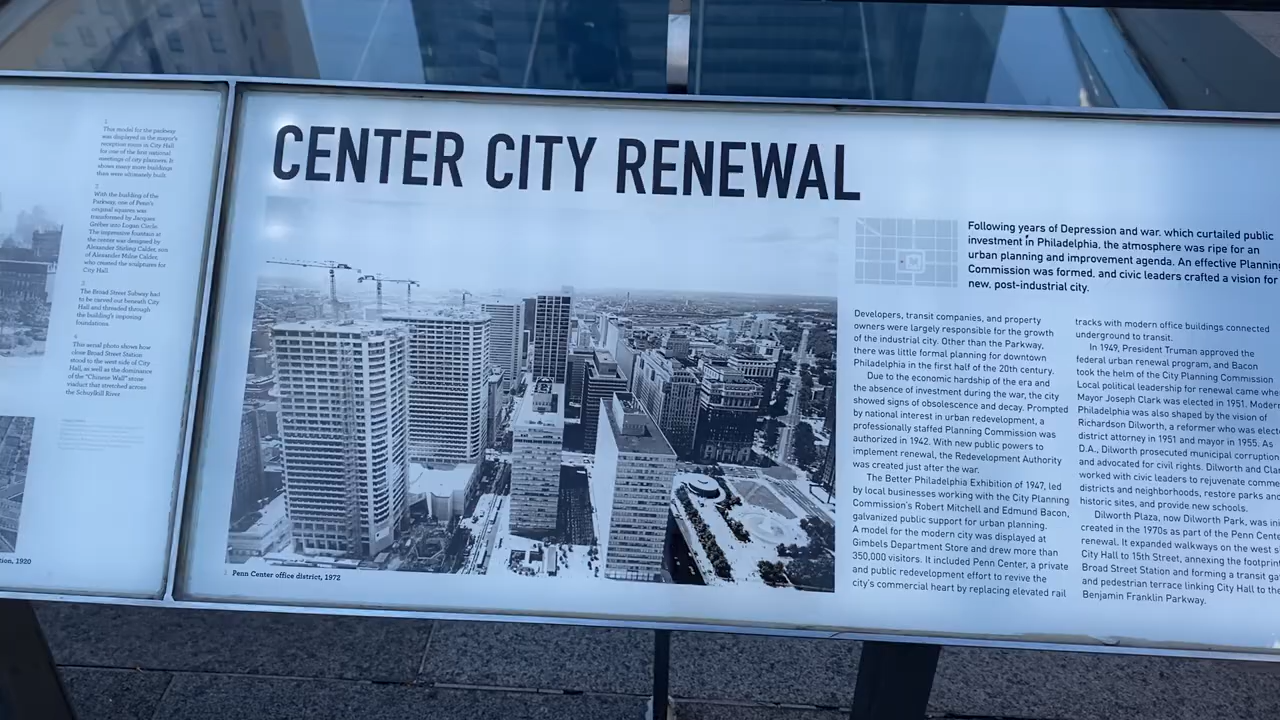 1
This model for the parkway
was displayed in the mayor's
reception room in City Hall
for one of the first national
meetings of city planners. It
shows many more buildings
than were ultimately built.
2
With the building of the
Parkway, one of Penn's
original squares was
transformed by Jacques
Gréber into Logan Circle.
The impressive fountain at
the center was designed by
Alexander Stirling Calder, son
of Alexander Milne Calder,
who created the sculptures for
City Hall.
3
The Broad Street Subway had
to be carved out beneath City
Hall and threaded through
the building's imposing
foundations.
4
This aerial photo shows how
close Broad Street Station
stood to the west side of City
Hall, as well as the dominance
of the "Chinese Wall" stone
viaduct that stretched across
the Schuylkill River
tion, 1920
CENTER CITY RENEWAL
Penn Center office district, 1972
Following years of Depression and war, which curtailed public
investment in Philadelphia, the atmosphere was ripe for an
urban planning and improvement agenda. An effective Planning
Commission was formed, and civic leaders crafted a vision for
new, post-industrial city.
Developers, transit companies, and property
owners were largely responsible for the growth
of the industrial city. Other than the Parkway,
there was little formal planning for downtown
Philadelphia in the first half of the 20th century.
Due to the economic hardship of the era and
the absence of investment during the war, the city
showed signs of obsolescence and decay. Prompted
by national interest in urban redevelopment, a
professionally staffed Planning Commission was
authorized in 1942. With new public powers to
implement renewal, the Redevelopment Authority
was created just after the war.
The Better Philadelphia Exhibition of 1947, led
by local businesses working with the City Planning
Commission's Robert Mitchell and Edmund Bacon,
galvanized public support for urban planning.
A model for the modern city was displayed at
Gimbels Department Store and drew more than
350,000 visitors. It included Penn Center, a private
and public redevelopment effort to revive the
city's commercial heart by replacing elevated rail
tracks with modern office buildings connected
underground to transit.
In 1949, President Truman approved the
federal urban renewal program, and Bacon
took the helm of the City Planning Commission
Local political leadership for renewal came when
Mayor Joseph Clark was elected in 1951. Modern
Philadelphia was also shaped by the vision of
Richardson Dilworth, a reformer who was elect
district attorney in 1951 and mayor in 1955. As
D.A., Dilworth prosecuted municipal corruption
and advocated for civil rights. Dilworth and Cla
worked with civic leaders to rejuvenate comme
districts and neighborhoods, restore parks and
historic sites, and provide new schools.
Dilworth Plaza, now Dilworth Park, was in
created in the 1970s as part of the Penn Cente
renewal. It expanded walkways on the west s
City Hall to 15th Street, annexing the footprint
Broad Street Station and forming a transit ga
and pedestrian terrace linking City Hall to the
Benjamin Franklin Parkway.